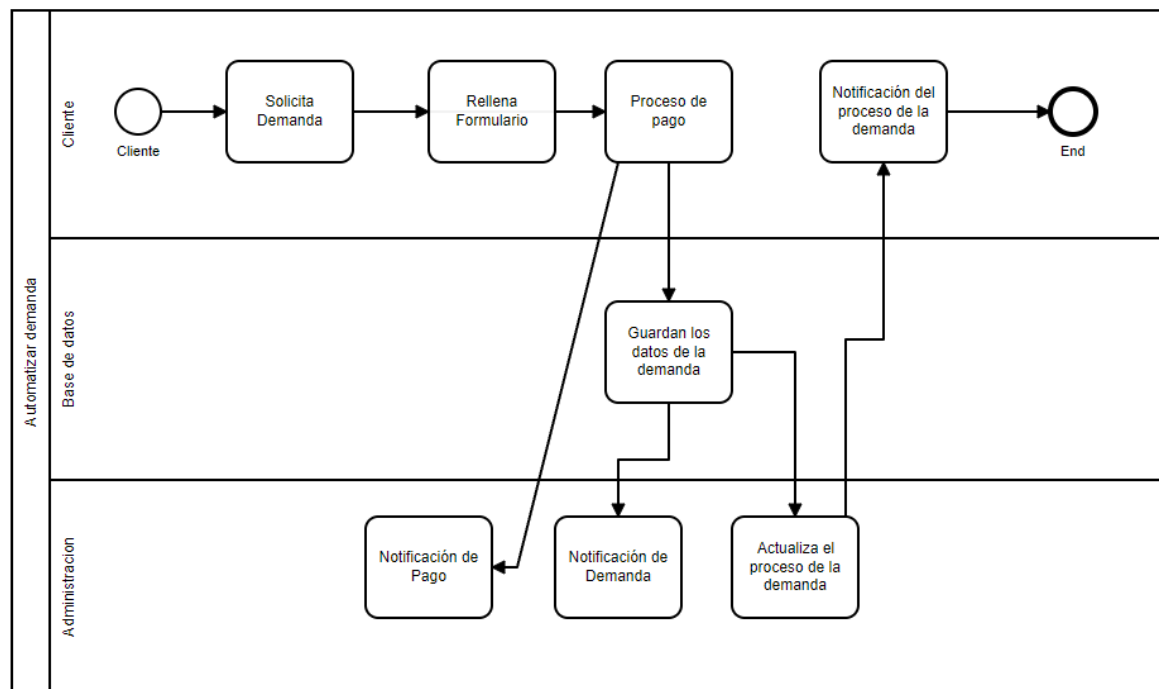 Automatizar demanda
Cliente
Cliente
Solicita
Demanda
Rellena
Formulario
Proceso de
pago
Notificación del
proceso de la
demanda
End
Base de datos
Guardan los
datos de la
demanda
Administracion
Notificación de
Pago
Notificación de
Demanda
Actualiza el
proceso de la
demanda